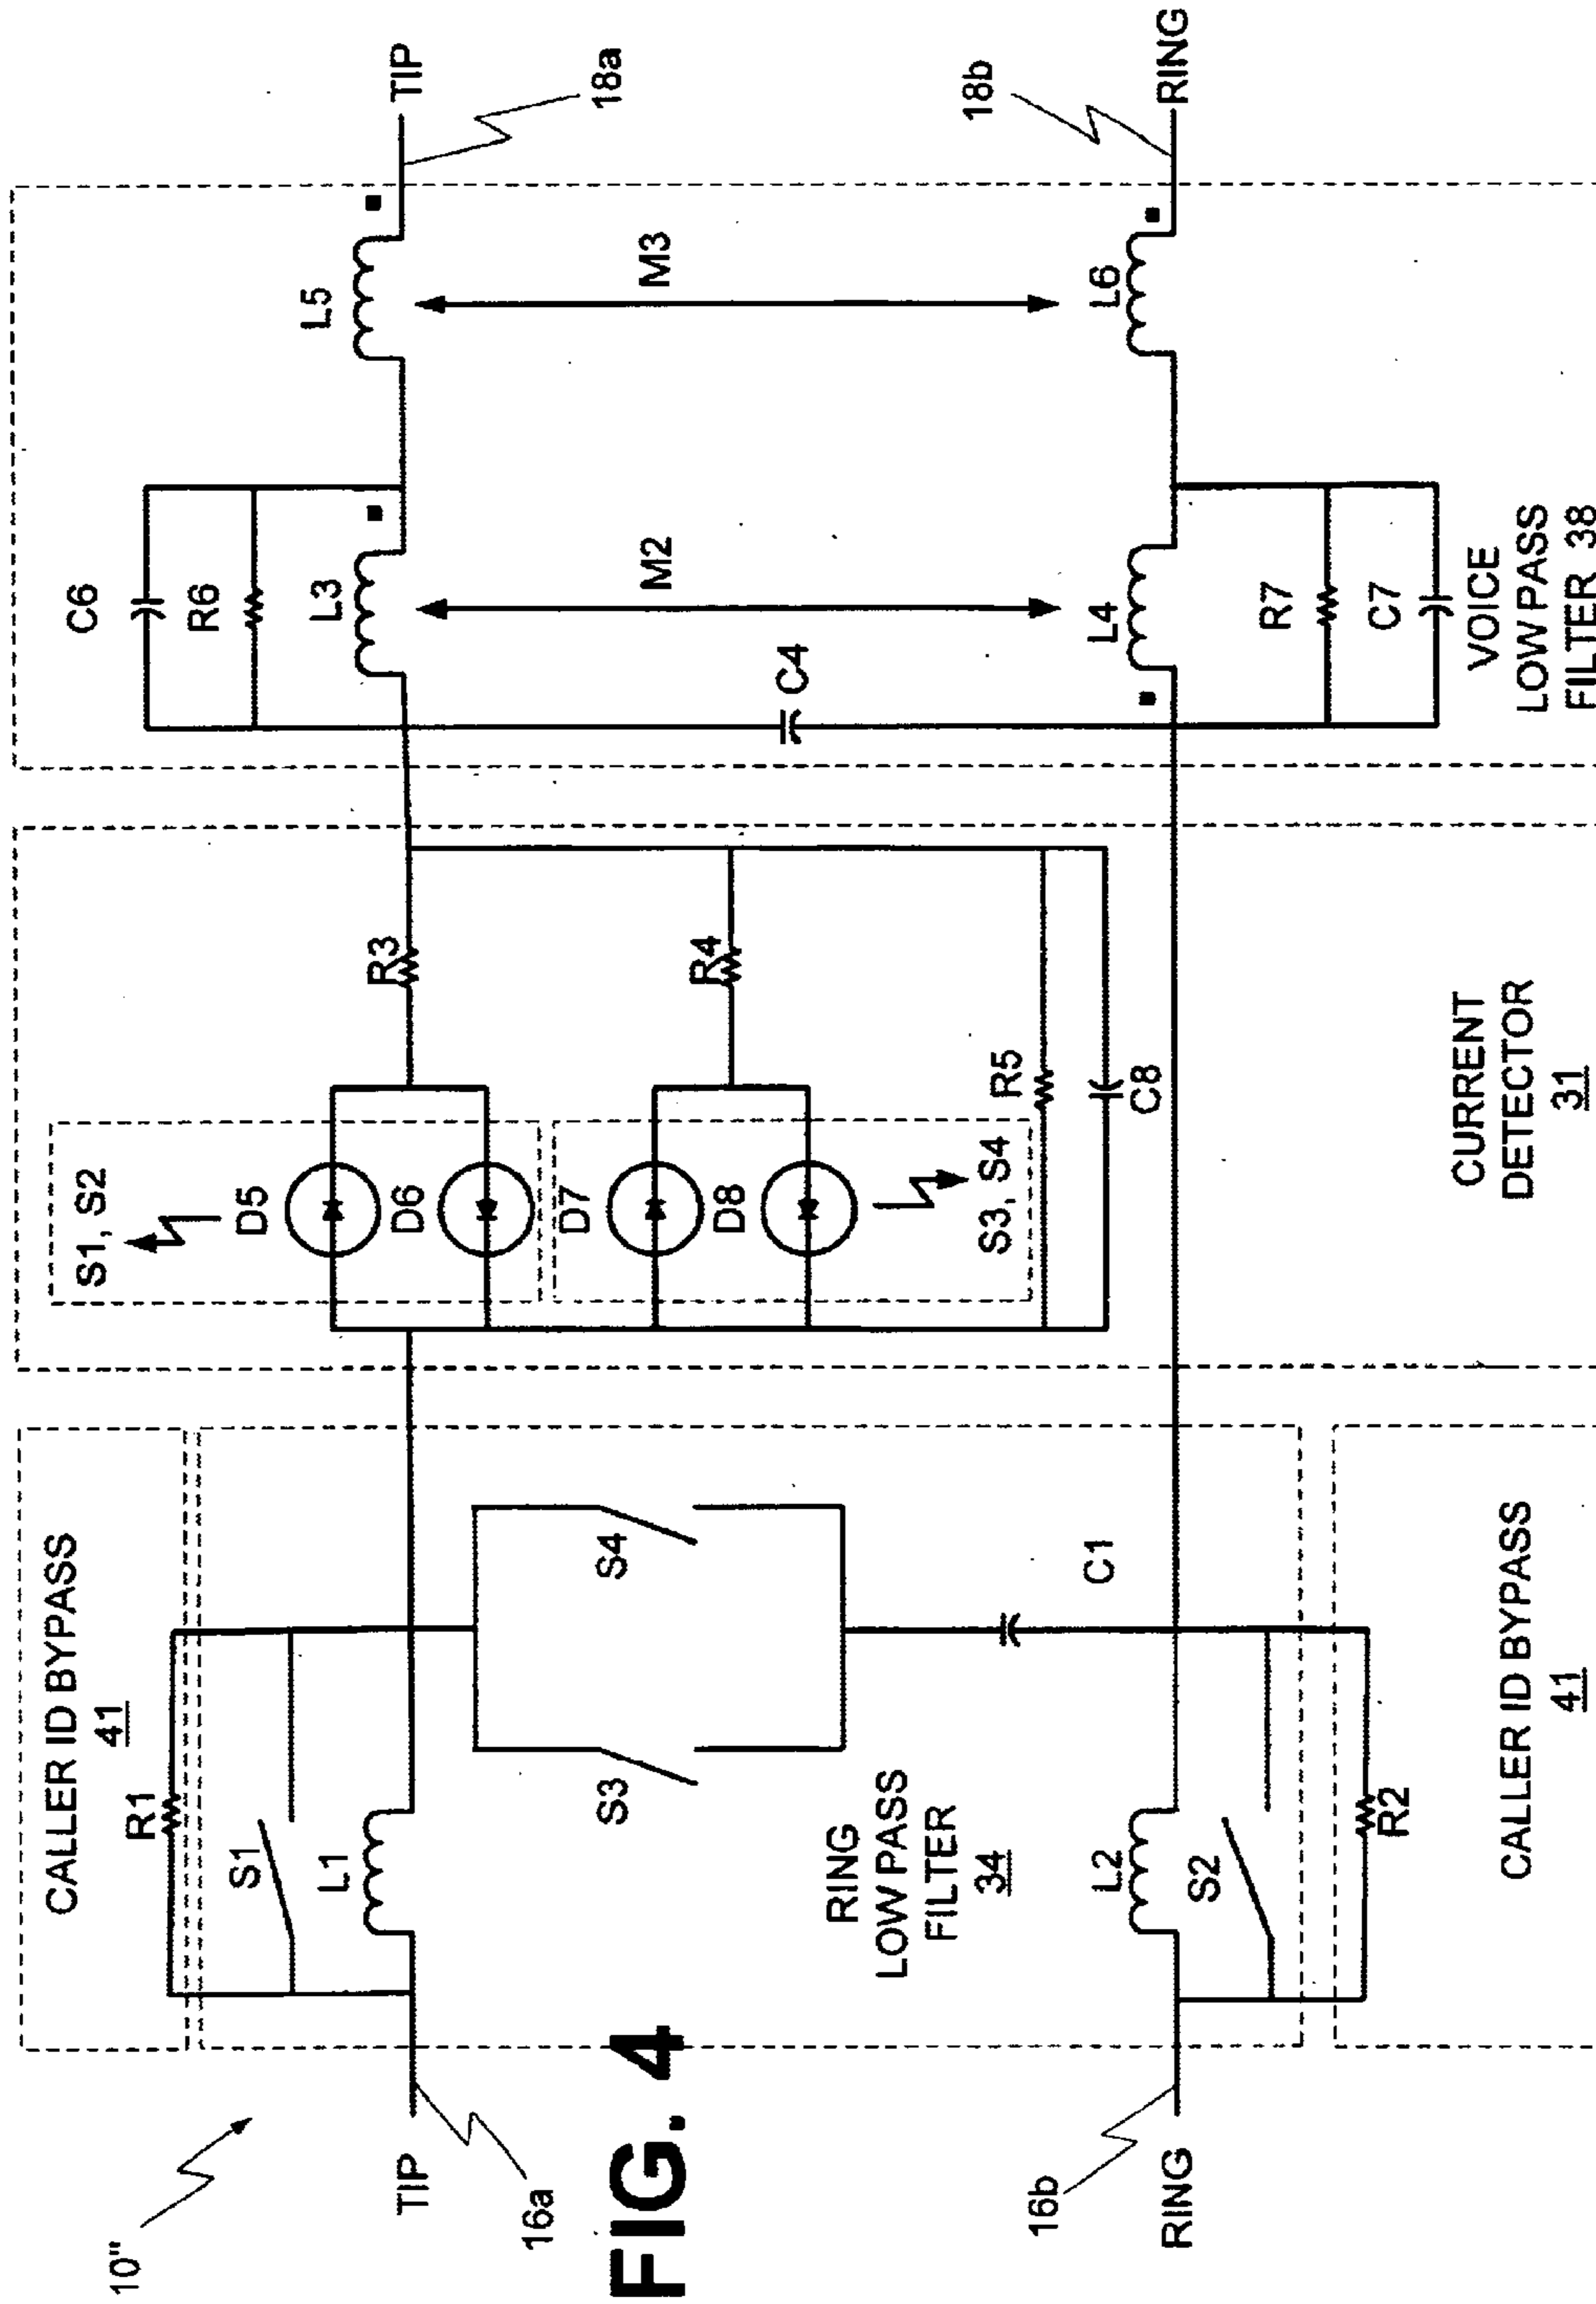 10"
CALLER ID BYPASS
41
R1
S1
L1
TIP
16a
S3
S4
RING
LOW PASS
FILTER
34
C1
L2
S2
16b
RING
R2
CALLER ID BYPASS
41
S1, S2
D5
D6
D7
D8
S3, S4
R3
R4
R5
C8
CURRENT
DETECTOR
31
C6
R6
L3
L5
TIP
18a
M2
M3
C4
L4
L6
18b
RING
R7
C7
VOICE
LOW PASS
FILTER 38
FIG. 4